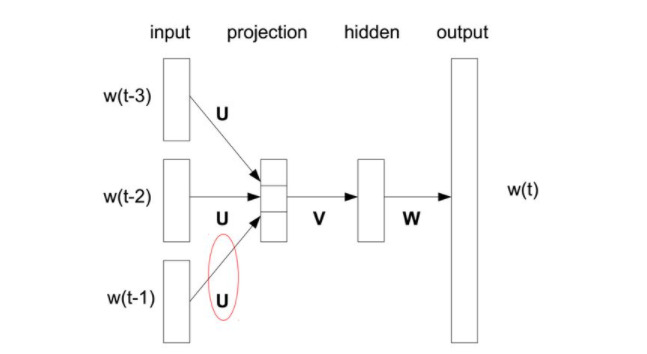 input projection hidden output
w(t-3)
U
w(t-2)
w(t)
U V W
w(t-1)
U